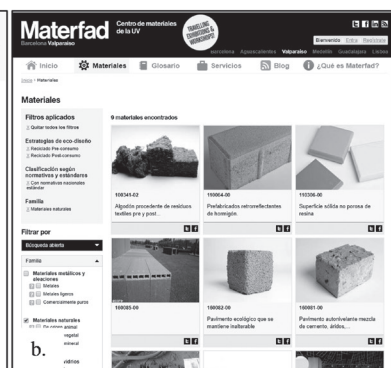 Materfad
Barcelona Valparaíso
Centro de materiales
de la UV
TRAVELLING
EXHIBITIONS &
WORKSHOPS!
Bienvenido Entra Regístrate
Barcelona Aguascalientes Valparaíso Medellín Guadalajara Lisboa
Inicio
Materiales
Glosario
Servicios
Blog
¿Qué es Materfad?
Inicio / Materiales
Materiales
Filtros aplicados
Quitar todos los filtros
Estrategias de eco-diseño
Reciclado Pre-consumo
Reciclado Post-consumo
Clasificación según
normativos y estándares
Con normativas nacionales
estándar
Familia
Materiales naturales
Filtrar por
Búsqueda abierta
Familia
Materiales metálicos y
aleaciones
Metales
Metales ligeros
Comercialmente puros
Materiales naturales
De origen animal
vegetal
mineral
vidrios
b.
9 materiales encontrados
100341-02
Algodón procedente de residuos
textiles pre y post...
Prefabricados retrorreflectantes
de hormigón.
Superficie sólida no porosa de
resina
100085-00
100082-00
Pavimento ecológico que se
mantiene inalterable
100081-00
Pavimento autonivelante mezcla
de cemento, áridos,...